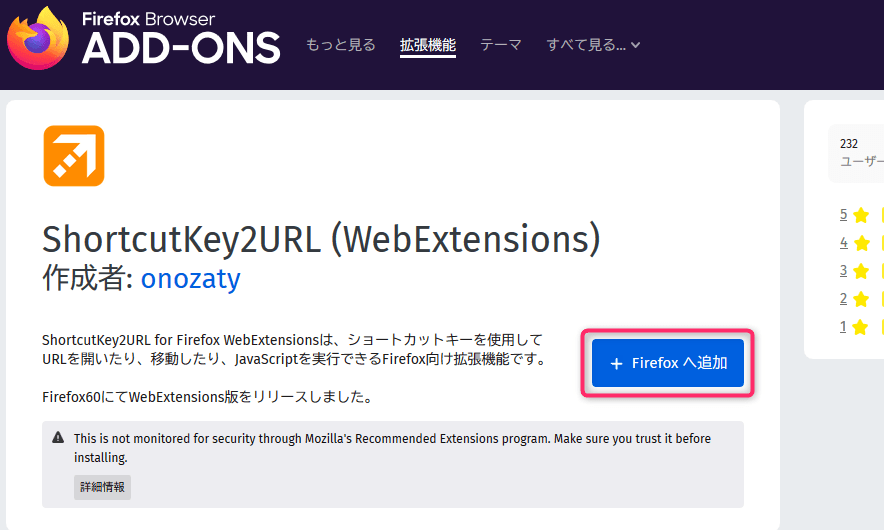 Firefox Browser
ADD-ONS
もっと見る 拡張機能 テーマ すべて見る...
ShortcutKey2URL (WebExtensions)
作成者: onozaty
ShortcutKey2URL for Firefox WebExtensionsは、ショートカットキーを使用して
URLを開いたり、移動したり、JavaScriptを実行できるFirefox向け拡張機能です。
Firefox60にてWebExtensions版をリリースしました。
+ Firefox へ追加
This is not monitored for security through Mozilla's Recommended Extensions program. Make sure you trust it before
installing.
詳細情報
232
ユーザー
5
4
3
2
1